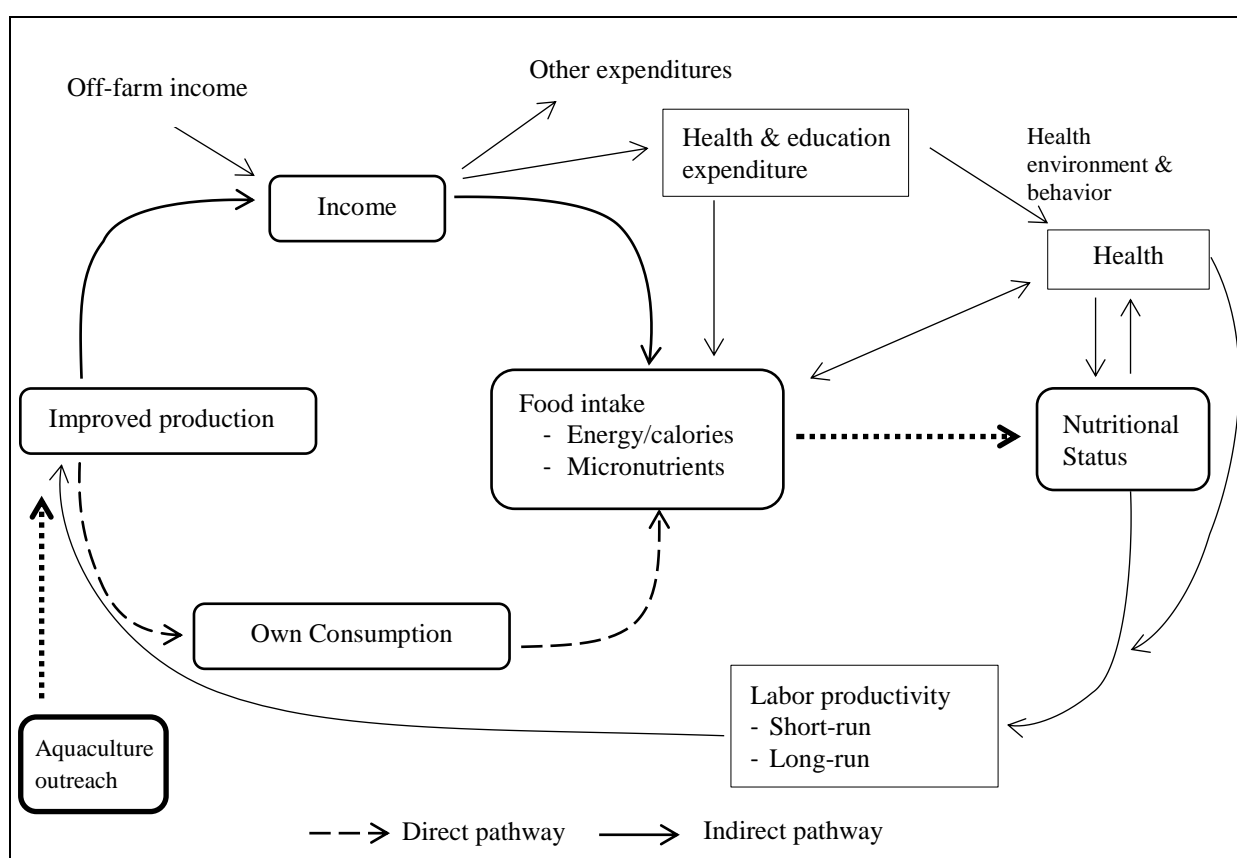 Other expenditures
Off-farm income
Health & education
expenditure
Health
environment &
behavior
Income
Health
Improved production
Food intake
- Energy/calories
- Micronutrients
Nutritional
Status
Own Consumption
Labor productivity
- Short-run
- Long-run
Aquaculture
outreach
Direct pathway
Indirect pathway